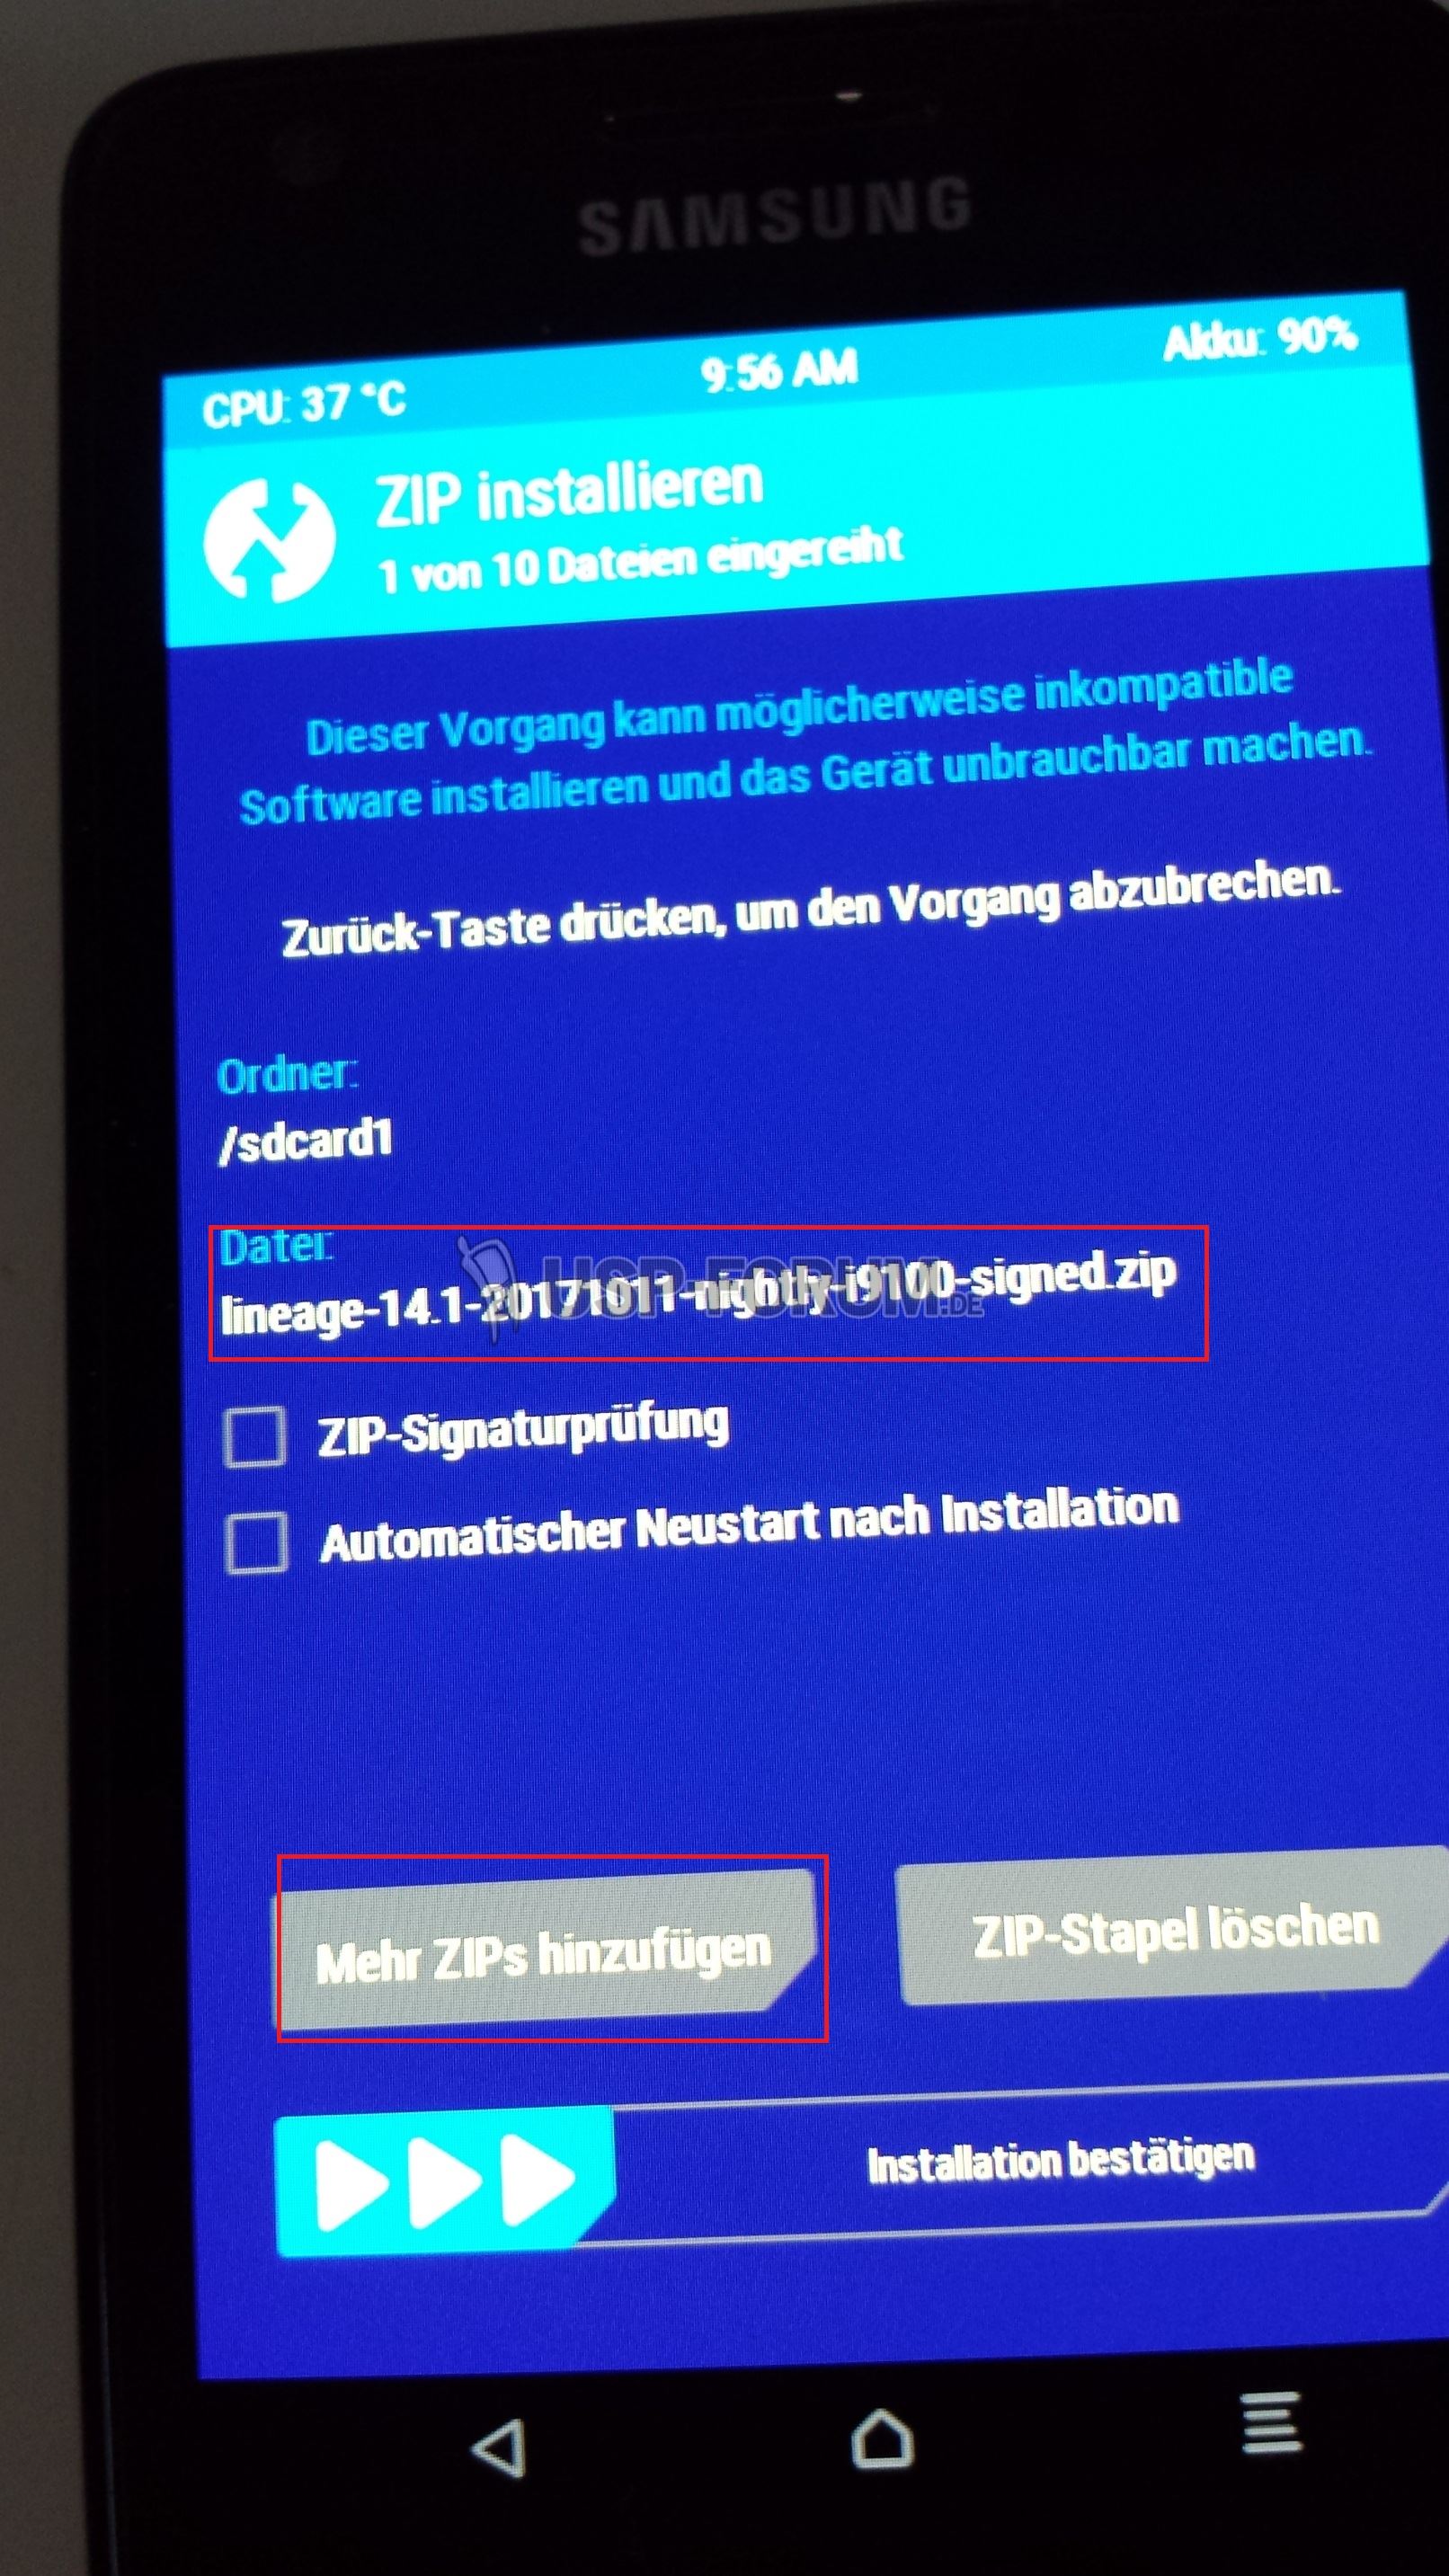 SAMSUNG
CPU: 37 °C
9:56 AM
Akku: 90%
ZIP installieren
1 von 10 Dateien eingereiht
Dieser Vorgang kann möglicherweise inkompatible
Software installieren und das Gerät unbrauchbar machen.
Zurück-Taste drücken, um den Vorgang abzubrechen.
Ordner:
/sdcard1
Datei:
USP-FORUM.DE
lineage-14.1-20171011-nightly-i9100-signed.zip
ZIP-Signaturprüfung
Automatischer Neustart nach Installation
Mehr ZIPs hinzufügen
ZIP-Stapel löschen
Installation bestätigen